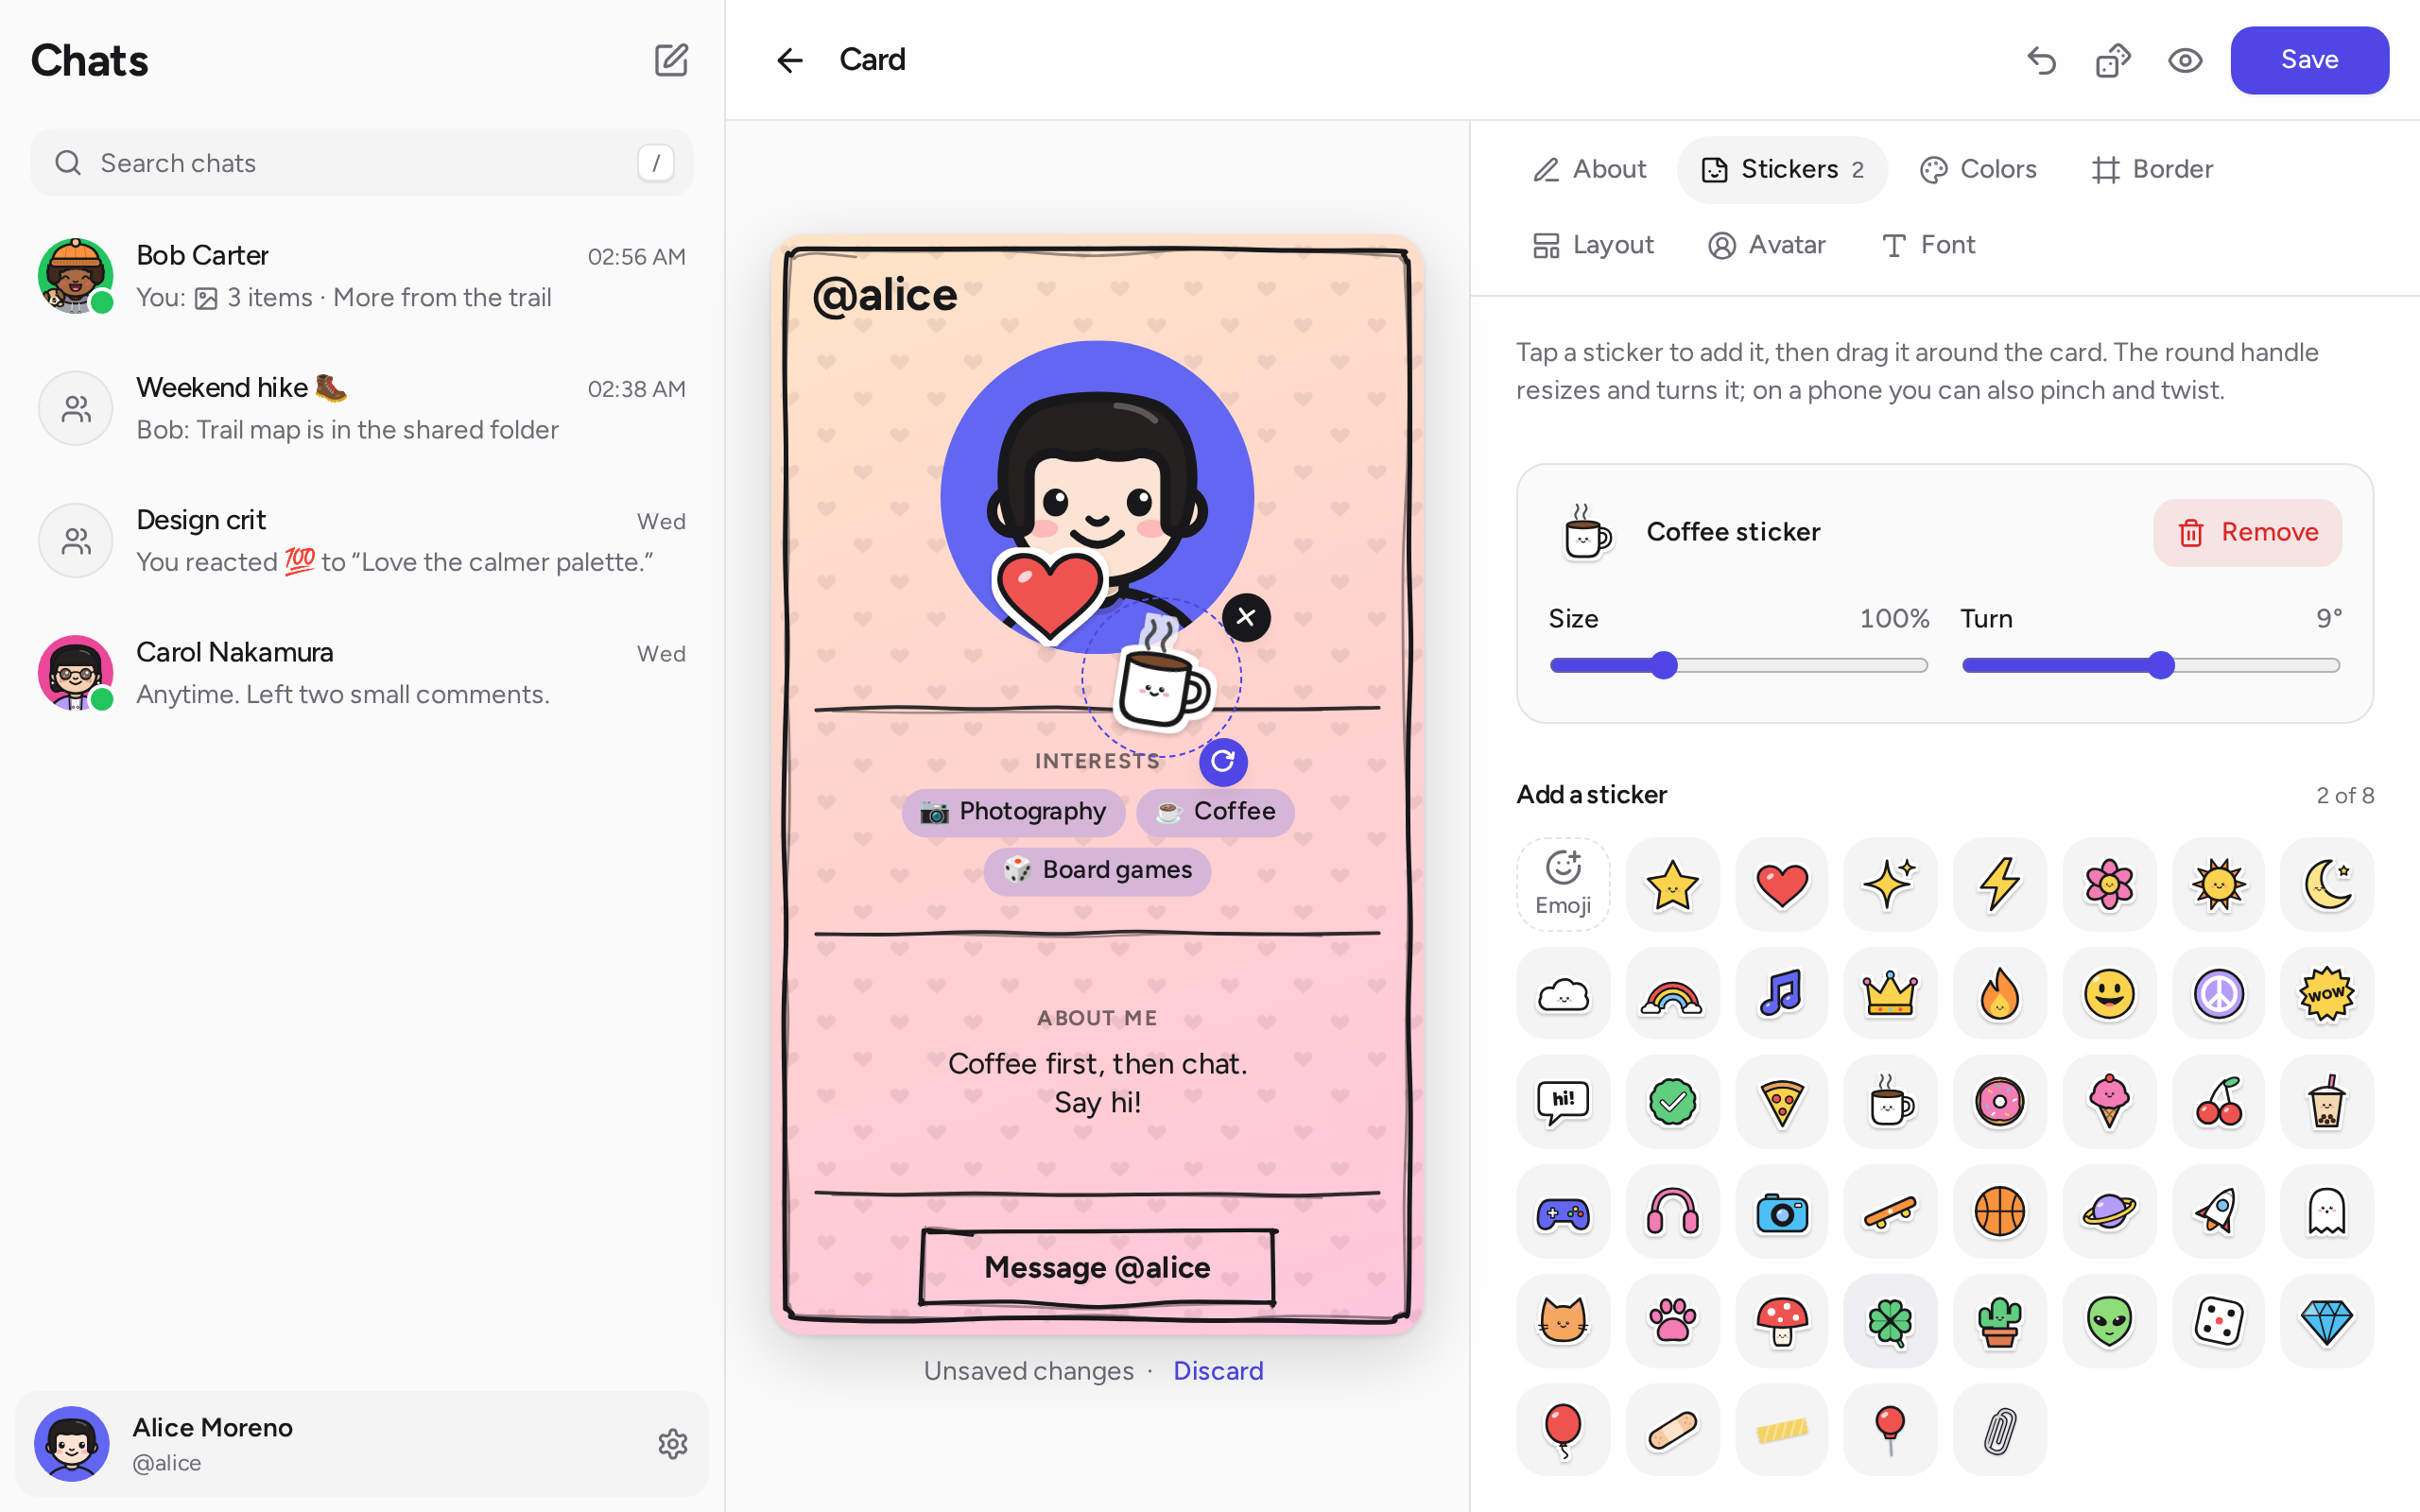 Chats
Search chats
/
Bob Carter
02:56 AM
You: 3 items · More from the trail
Weekend hike 🥾
02:38 AM
Bob: Trail map is in the shared folder
Design crit
Wed
You reacted 💯 to “Love the calmer palette.”
Carol Nakamura
Wed
Anytime. Left two small comments.
Alice Moreno
@alice
Card
Save
@alice
INTERESTS
📷 Photography
☕ Coffee
🎲 Board games
ABOUT ME
Coffee first, then chat.
Say hi!
Message @alice
Unsaved changes · Discard
About
Stickers 2
Colors
Border
Layout
Avatar
Font
Tap a sticker to add it, then drag it around the card. The round handle
resizes and turns it; on a phone you can also pinch and twist.
Coffee sticker
Remove
Size
100%
Turn
9°
Add a sticker
2 of 8
Emoji
WOW
hi!